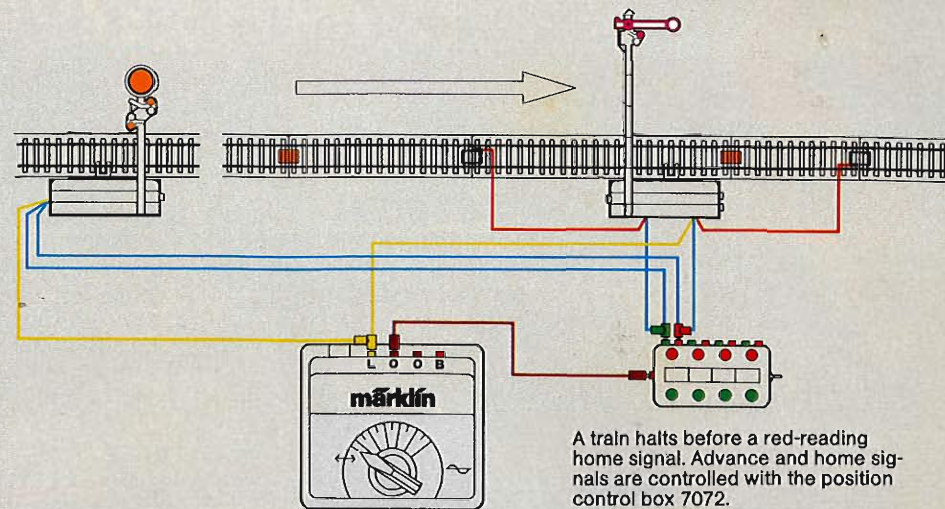 L O O B
märklin
A train halts before a red-reading
home signal. Advance and home sig-
nals are controlled with the position
control box 7072.